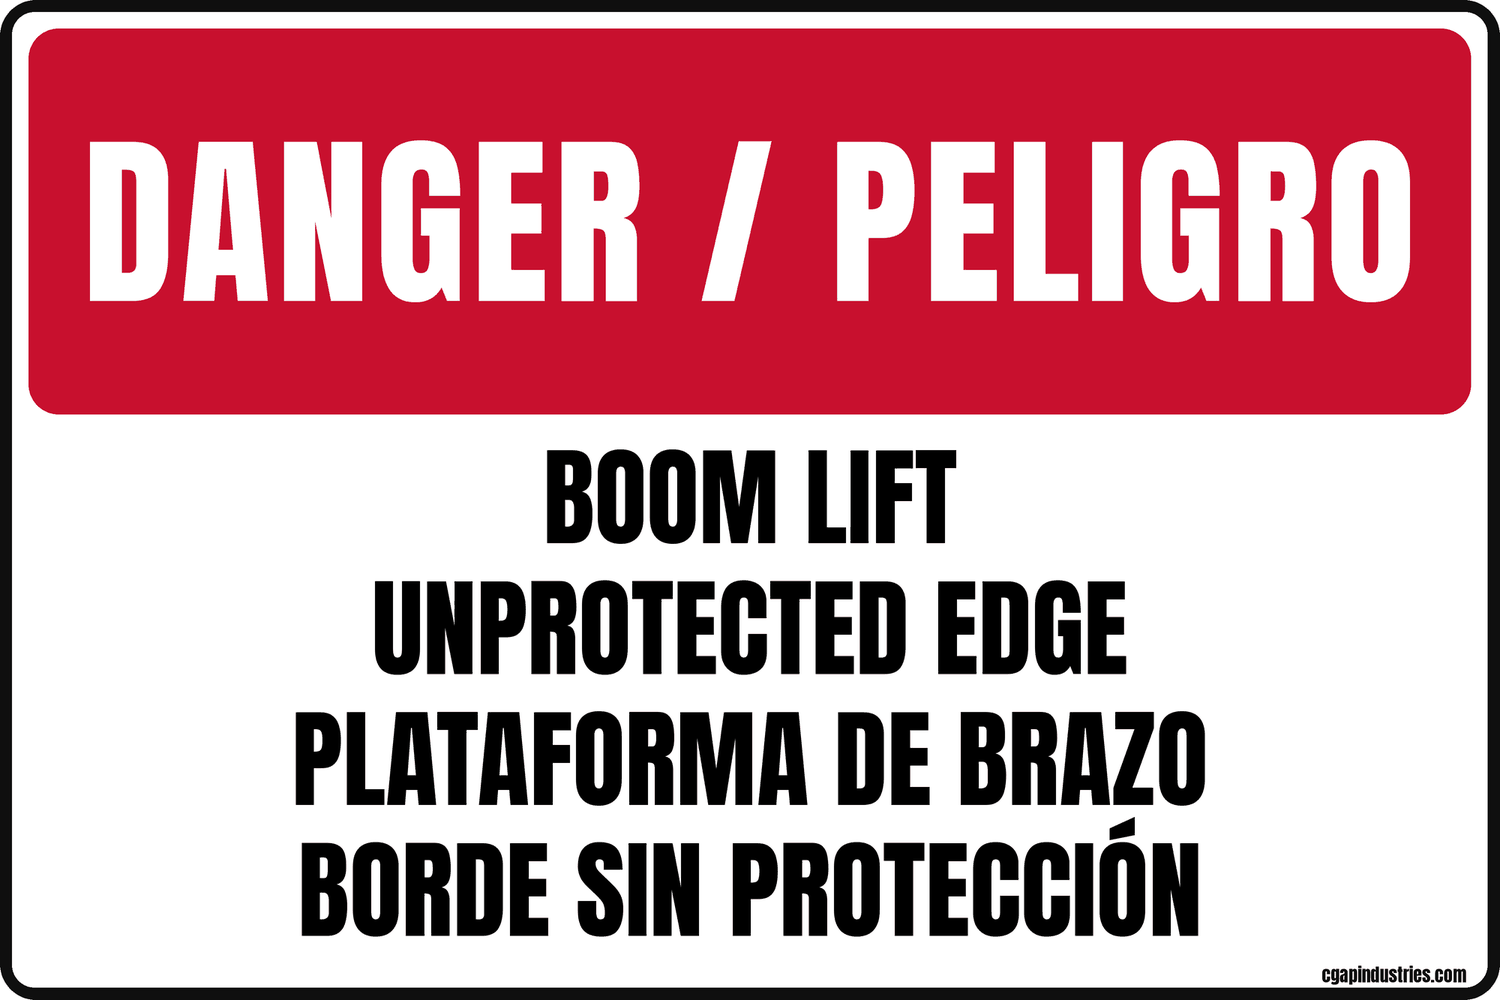 DANGER / PELIGRO
BOOM LIFT
UNPROTECTED EDGE
PLATAFORMA DE BRAZO
BORDE SIN PROTECCIÓN
cgapindustries.com